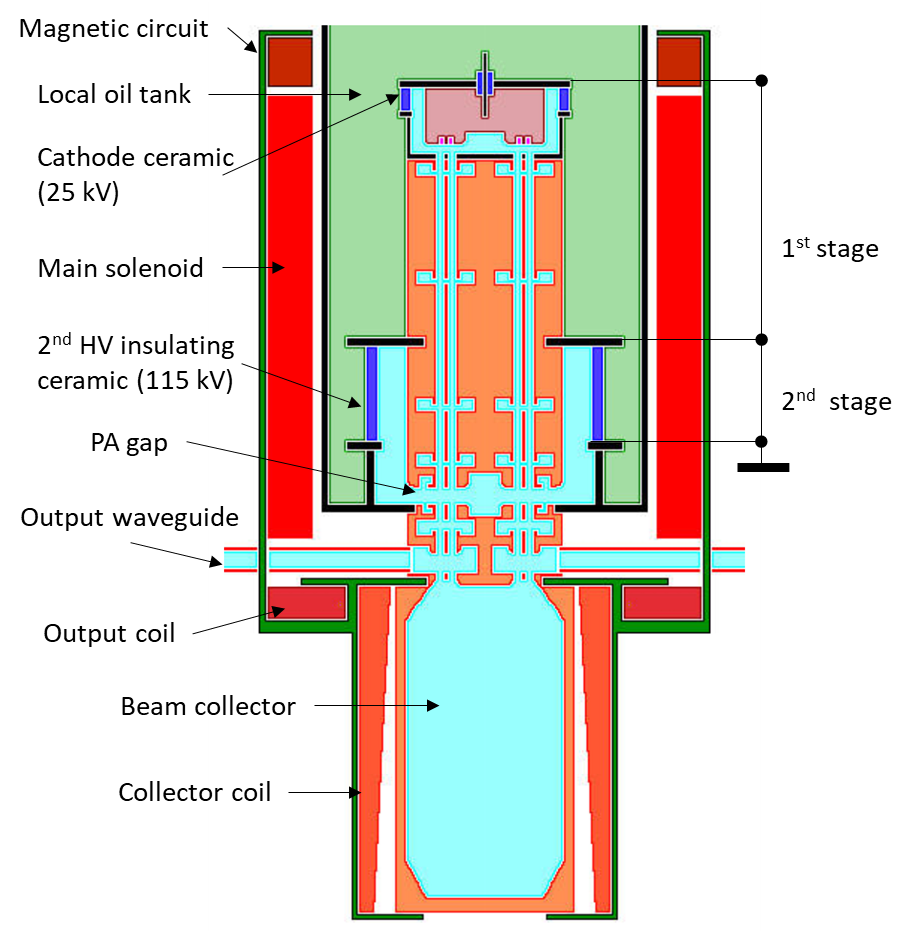 Magnetic circuit
Local oil tank
Cathode ceramic
(25 kV)
Main solenoid
2nd HV insulating
ceramic (115 kV)
PA gap
Output waveguide
Output coil
Beam collector
Collector coil
1st stage
2nd stage